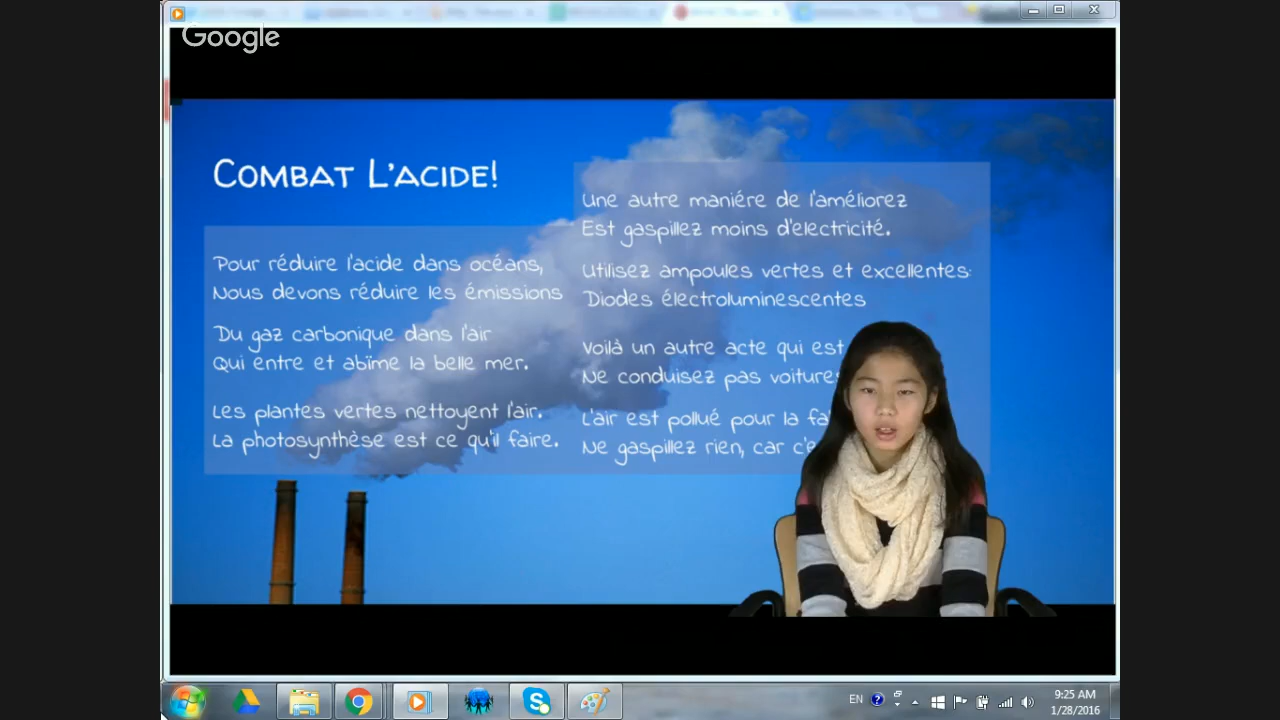 Google
COMBAT L'ACIDE!
Pour réduire l'acide dans océans,
Nous devons réduire les émissions
Du gaz carbonique dans l'air
Qui entre et abïme la belle mer.
Les plantes vertes nettoyent l'air.
La photosynthèse est ce qu'il faire.
Une autre maniére de l'améliorez
Est gaspillez moins d'electricité.
Utilisez ampoules vertes et excellentes:
Diodes électroluminescentes
Voilà un autre acte qui est
Ne conduisez pas voitures
L'air est pollué pour la
Ne gaspillez rien, car
EN
9:25 AM
1/28/2016